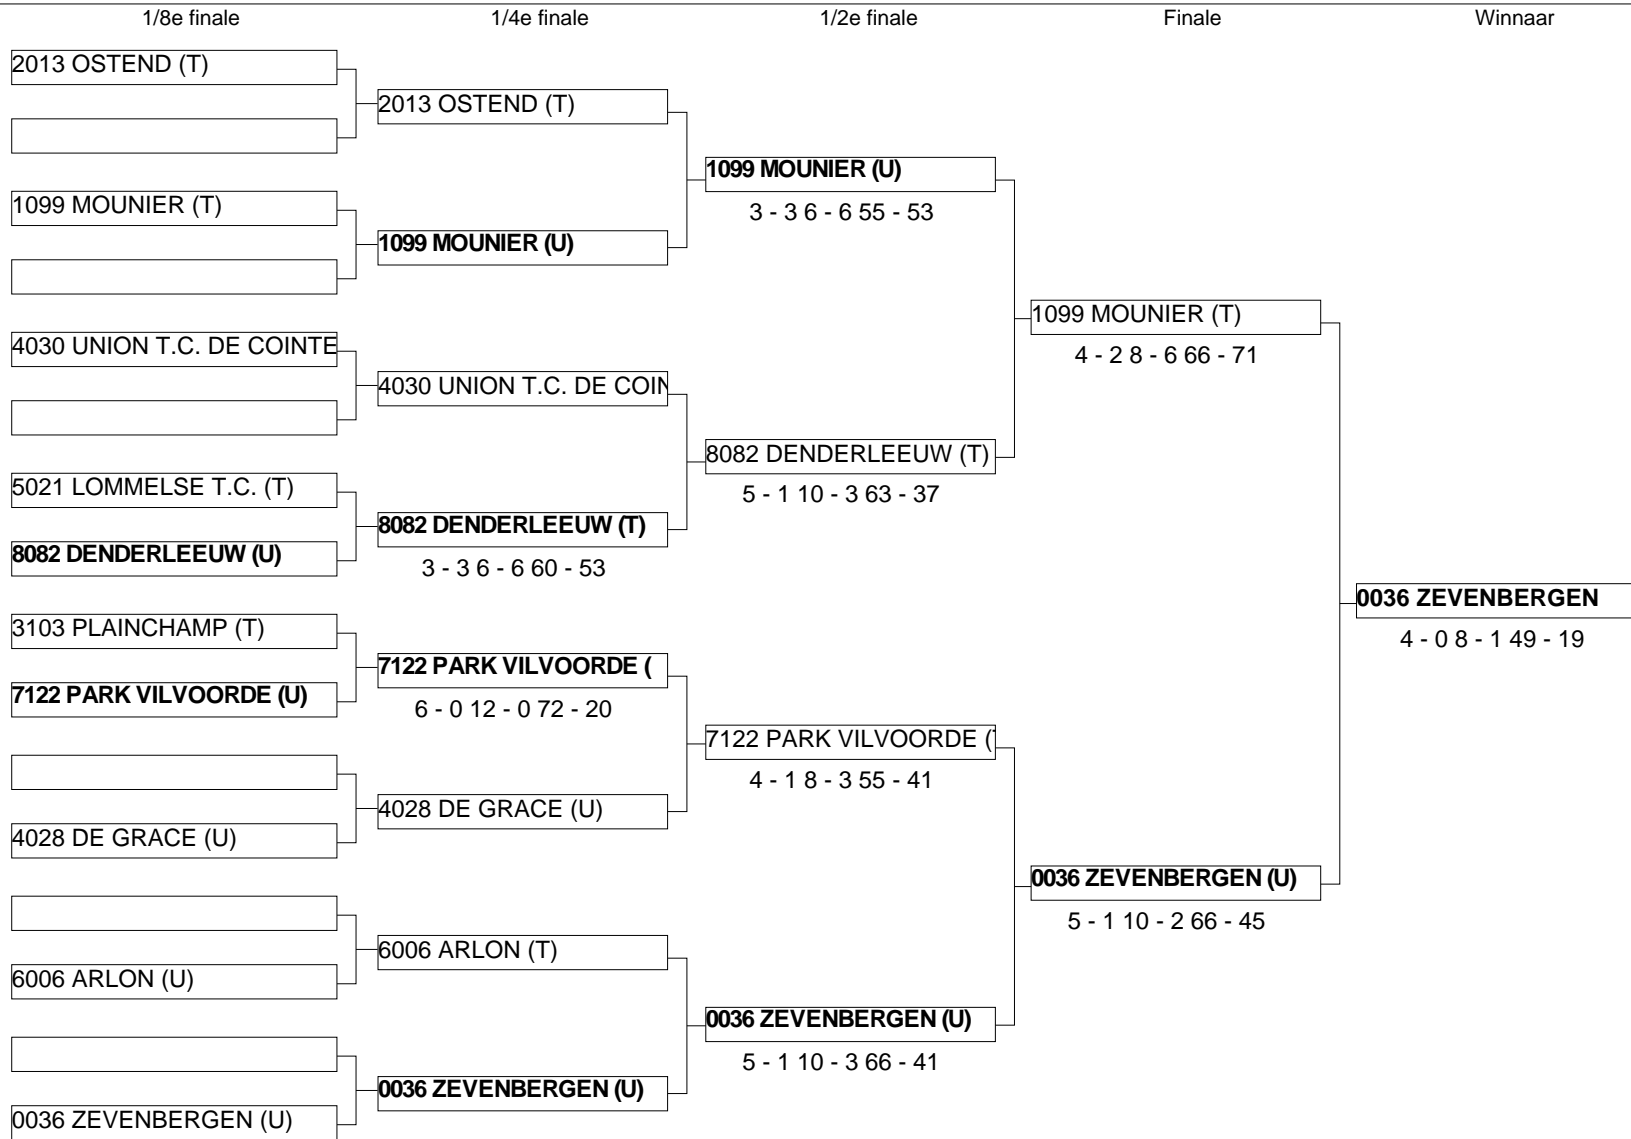 1/8e finale
1/4e finale
1/2e finale
Finale
Winnaar
2013 OSTEND (T)
1099 MOUNIER (T)
4030 UNION T.C. DE COINTE
5021 LOMMELSE T.C. (T)
8082 DENDERLEEUW (U)
3103 PLAINCHAMP (T)
7122 PARK VILVOORDE (U)
4028 DE GRACE (U)
6006 ARLON (U)
0036 ZEVENBERGEN (U)
2013 OSTEND (T)
1099 MOUNIER (U)
4030 UNION T.C. DE COIN
8082 DENDERLEEUW (T)
3 - 3 6 - 6 60 - 53
7122 PARK VILVOORDE (
6 - 0 12 - 0 72 - 20
4028 DE GRACE (U)
6006 ARLON (T)
0036 ZEVENBERGEN (U)
1099 MOUNIER (U)
3 - 3 6 - 6 55 - 53
8082 DENDERLEEUW (T)
5 - 1 10 - 3 63 - 37
7122 PARK VILVOORDE (
4 - 1 8 - 3 55 - 41
0036 ZEVENBERGEN (U)
5 - 1 10 - 3 66 - 41
1099 MOUNIER (T)
4 - 2 8 - 6 66 - 71
0036 ZEVENBERGEN (U)
5 - 1 10 - 2 66 - 45
0036 ZEVENBERGEN
4 - 0 8 - 1 49 - 19